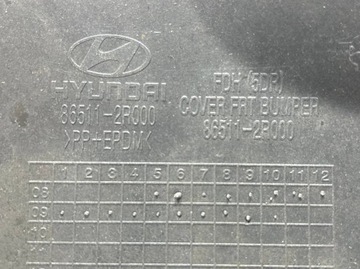 HYUNDAI
86511-2R000
>PP+EPDM<
FDH (5DR)
COVER FRT BUMPER
86511-2R000
1 2 3 4 5 6 7 8 9 10 11 12
08
09
10